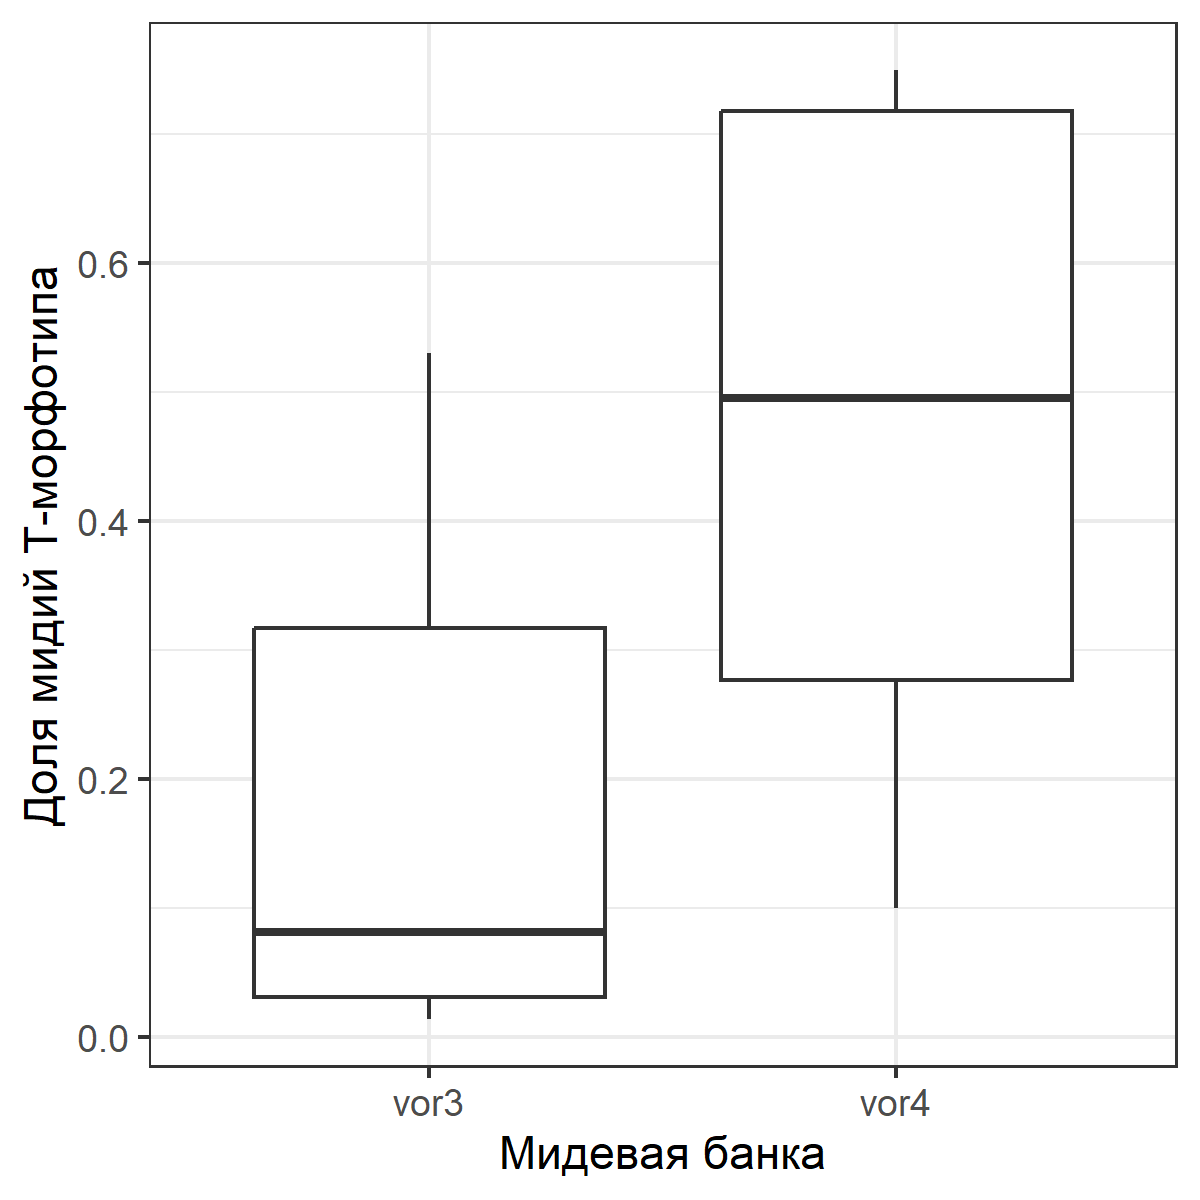 Доля мидий Т-морфотипа
0.6
0.4
0.2
0.0
vor3
vor4
Мидевая банка